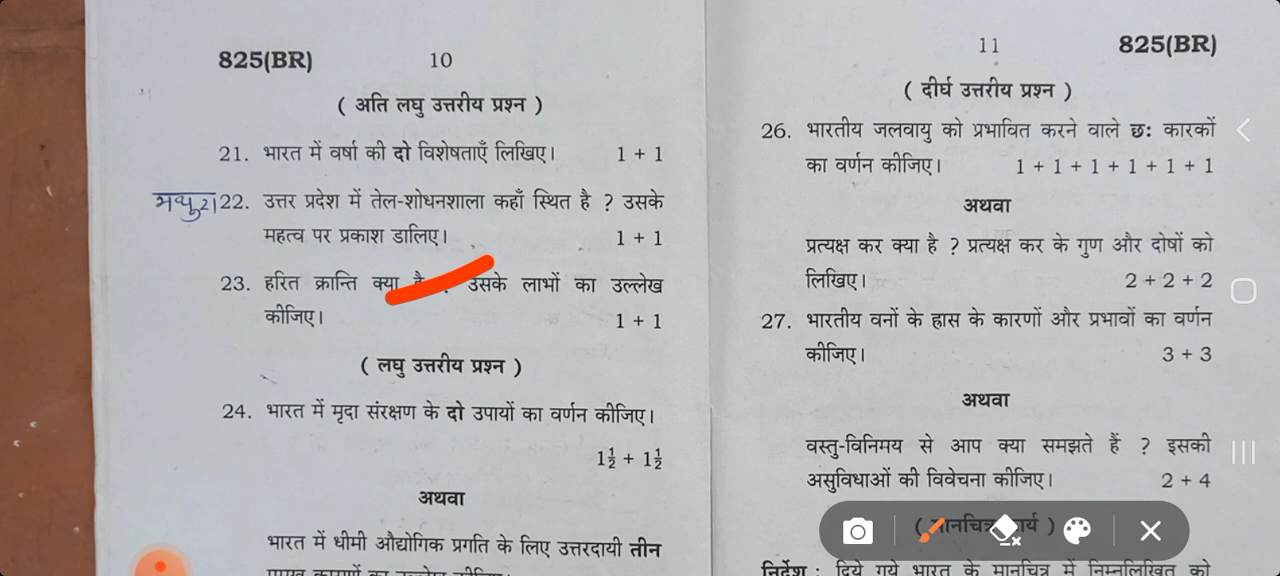 825(BR) 10
( अति लघु उत्तरीय प्रश्न )
21. भारत में वर्षा की दो विशेषताएँ लिखिए। 1 + 1
मथुरा 22. उत्तर प्रदेश में तेल-शोधनशाला कहाँ स्थित है ? उसके
महत्व पर प्रकाश डालिए। 1 + 1
23. हरित क्रान्ति क्या है ? उसके लाभों का उल्लेख
कीजिए। 1 + 1
( लघु उत्तरीय प्रश्न )
24. भारत में मृदा संरक्षण के दो उपायों का वर्णन कीजिए।
1½ + 1½
अथवा
भारत में धीमी औद्योगिक प्रगति के लिए उत्तरदायी तीन
11 825(BR)
( दीर्घ उत्तरीय प्रश्न )
26. भारतीय जलवायु को प्रभावित करने वाले छः कारकों
का वर्णन कीजिए। 1 + 1 + 1 + 1 + 1 + 1
अथवा
प्रत्यक्ष कर क्या है ? प्रत्यक्ष कर के गुण और दोषों को
लिखिए। 2 + 2 + 2
27. भारतीय वनों के ह्रास के कारणों और प्रभावों का वर्णन
कीजिए। 3 + 3
अथवा
वस्तु-विनिमय से आप क्या समझते हैं ? इसकी
असुविधाओं की विवेचना कीजिए। 2 + 4
( मानचित्र कार्य )
निर्देश : दिये गये भारत के मानचित्र में निम्नलिखित को